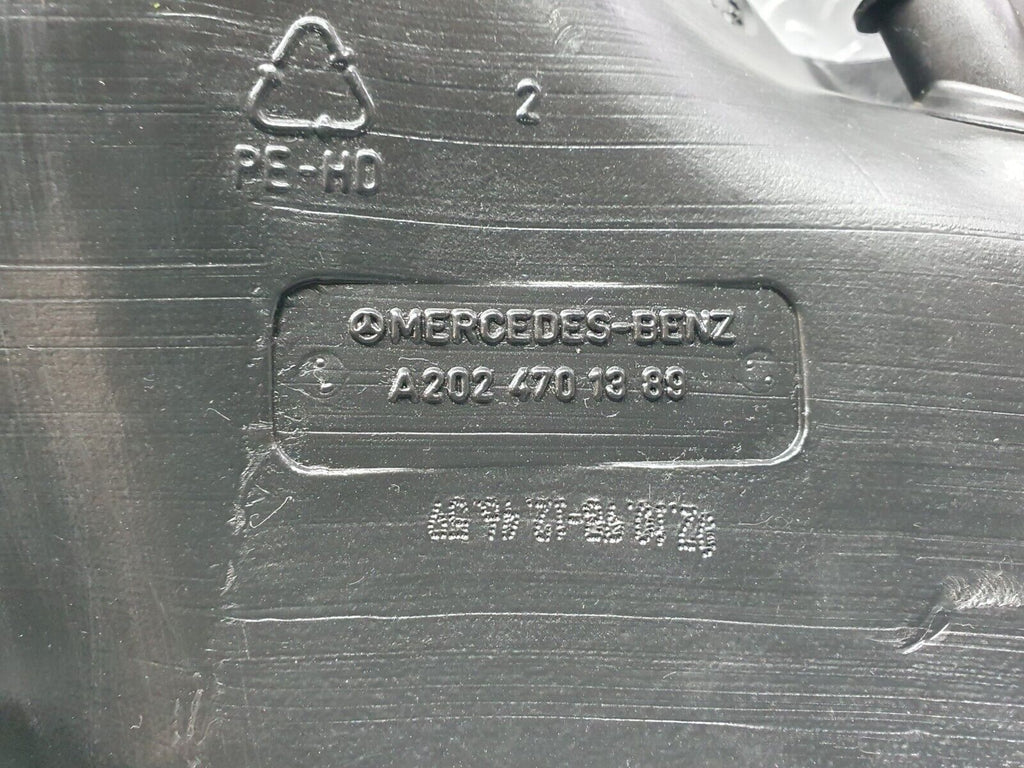 2
PE-HD
MERCEDES-BENZ
A 202 470 13 89